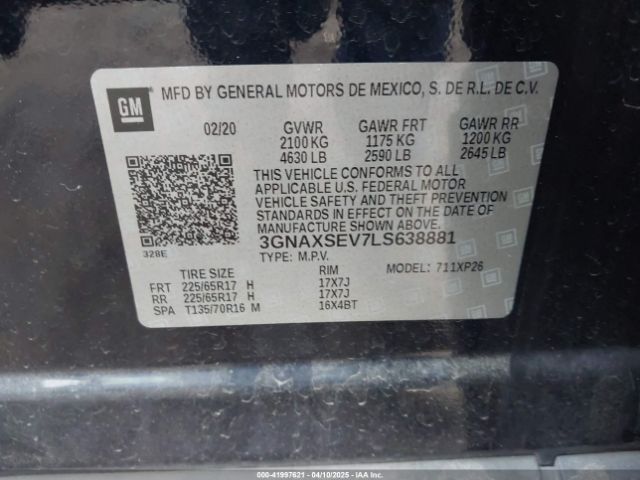 GM
MFD BY GENERAL MOTORS DE MEXICO, S. DE R.L. DE C.V.
02/20 GVWR GAWR FRT GAWR RR
2100 KG 1175 KG 1200 KG
4630 LB 2590 LB 2645 LB
THIS VEHICLE CONFORMS TO ALL
APPLICABLE U.S. FEDERAL MOTOR
VEHICLE SAFETY AND THEFT PREVENTION
STANDARDS IN EFFECT ON THE DATE OF
MANUFACTURE SHOWN ABOVE.
328E
3GNAXSEV7LS638881
TYPE: M.P.V.
TIRE SIZE RIM MODEL: 711XP26
FRT 225/65R17 H 17X7J
RR 225/65R17 H 17X7J
SPA T135/70R16 M 16X4BT
000-41997621 - 04/10/2025 - IAAI.COM